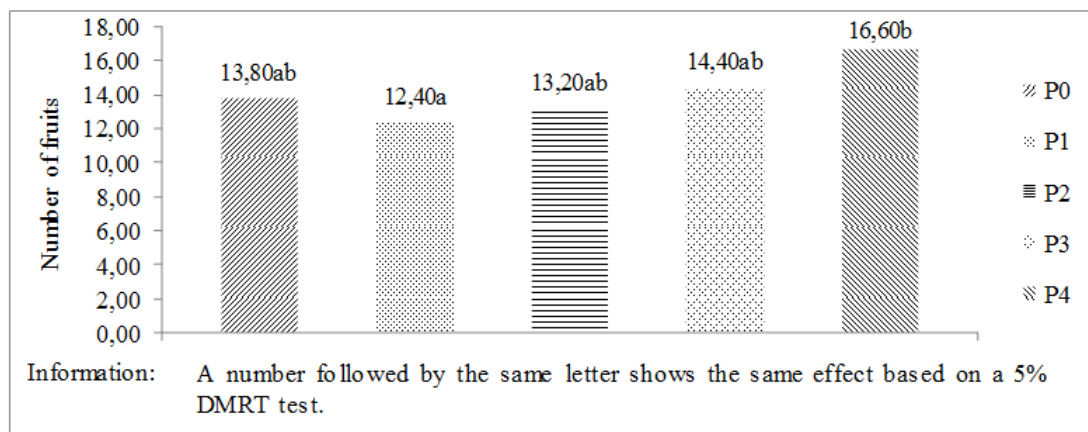 Number of fruits
18,00
16,00
14,00
12,00
10,00
8,00
6,00
4,00
2,00
0,00
13,80ab
12,40a
13,20ab
14,40ab
16,60b
P0
P1
P2
P3
P4
Information: A number followed by the same letter shows the same effect based on a 5%
DMRT test.